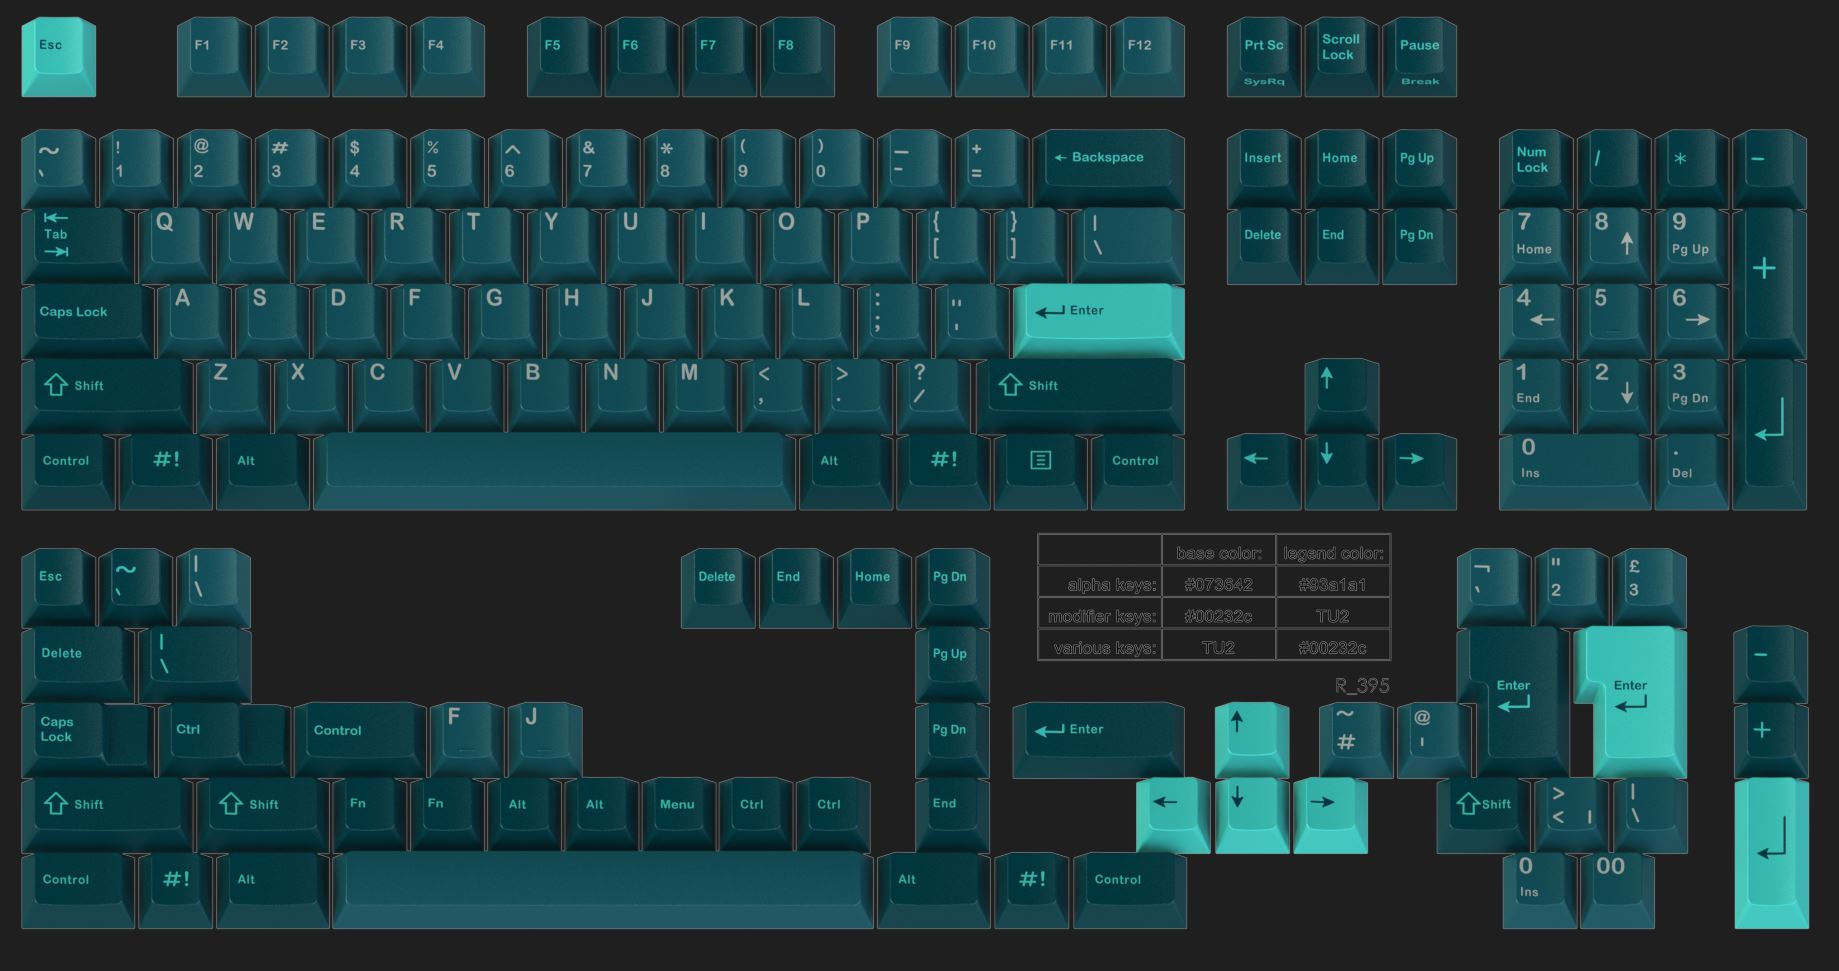 Esc F1 F2 F3 F4 F5 F6 F7 F8 F9 F10 F11 F12 Prt Sc Scroll Pause
Lock
SysRq Break
~ ! @ # $ % ^ & * ( ) — +
` 1 2 3 4 5 6 7 8 9 0 - = ← Backspace Insert Home Pg Up Num / * −
Lock
⇤ Q W E R T Y U I O P { } | 7 8 9
Tab [ ] \ Delete End Pg Dn Home ↑ Pg Up +
⇥
A S D F G H J K L : " 4 5 6
Caps Lock ; ' ↵ Enter ← _ →
Z X C V B N M < > ? 1 2 3
⇧ Shift , . / ⇧ Shift ↑ End ↓ Pg Dn ↵
Control #! Alt Alt #! ▤ Control ← ↓ → 0 .
Ins Del
base color: legend color:
alpha keys: #073642 #93a1a1
modifier keys: #00232c TU2
various keys: TU2 #00232c
R_395
Esc ~ | Delete End Home Pg Dn ¬ " £
` \ ` 2 3
Delete | Pg Up Enter Enter −
\ ↵ ↵
Caps Ctrl Control F J Pg Dn ↵ Enter ↑ ~ @ +
Lock _ _ # '
⇧ Shift ⇧ Shift Fn Fn Alt Alt Menu Ctrl Ctrl End ← ↓ → ⇧Shift > |
< | \ ↵
Control #! Alt Alt #! Control 0 00
Ins